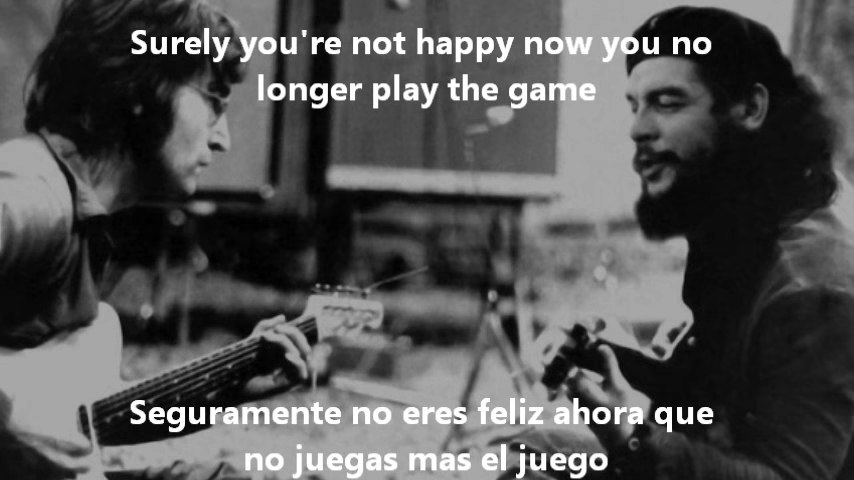 Surely you're not happy now you no
longer play the game
Seguramente no eres feliz ahora que
no juegas mas el juego